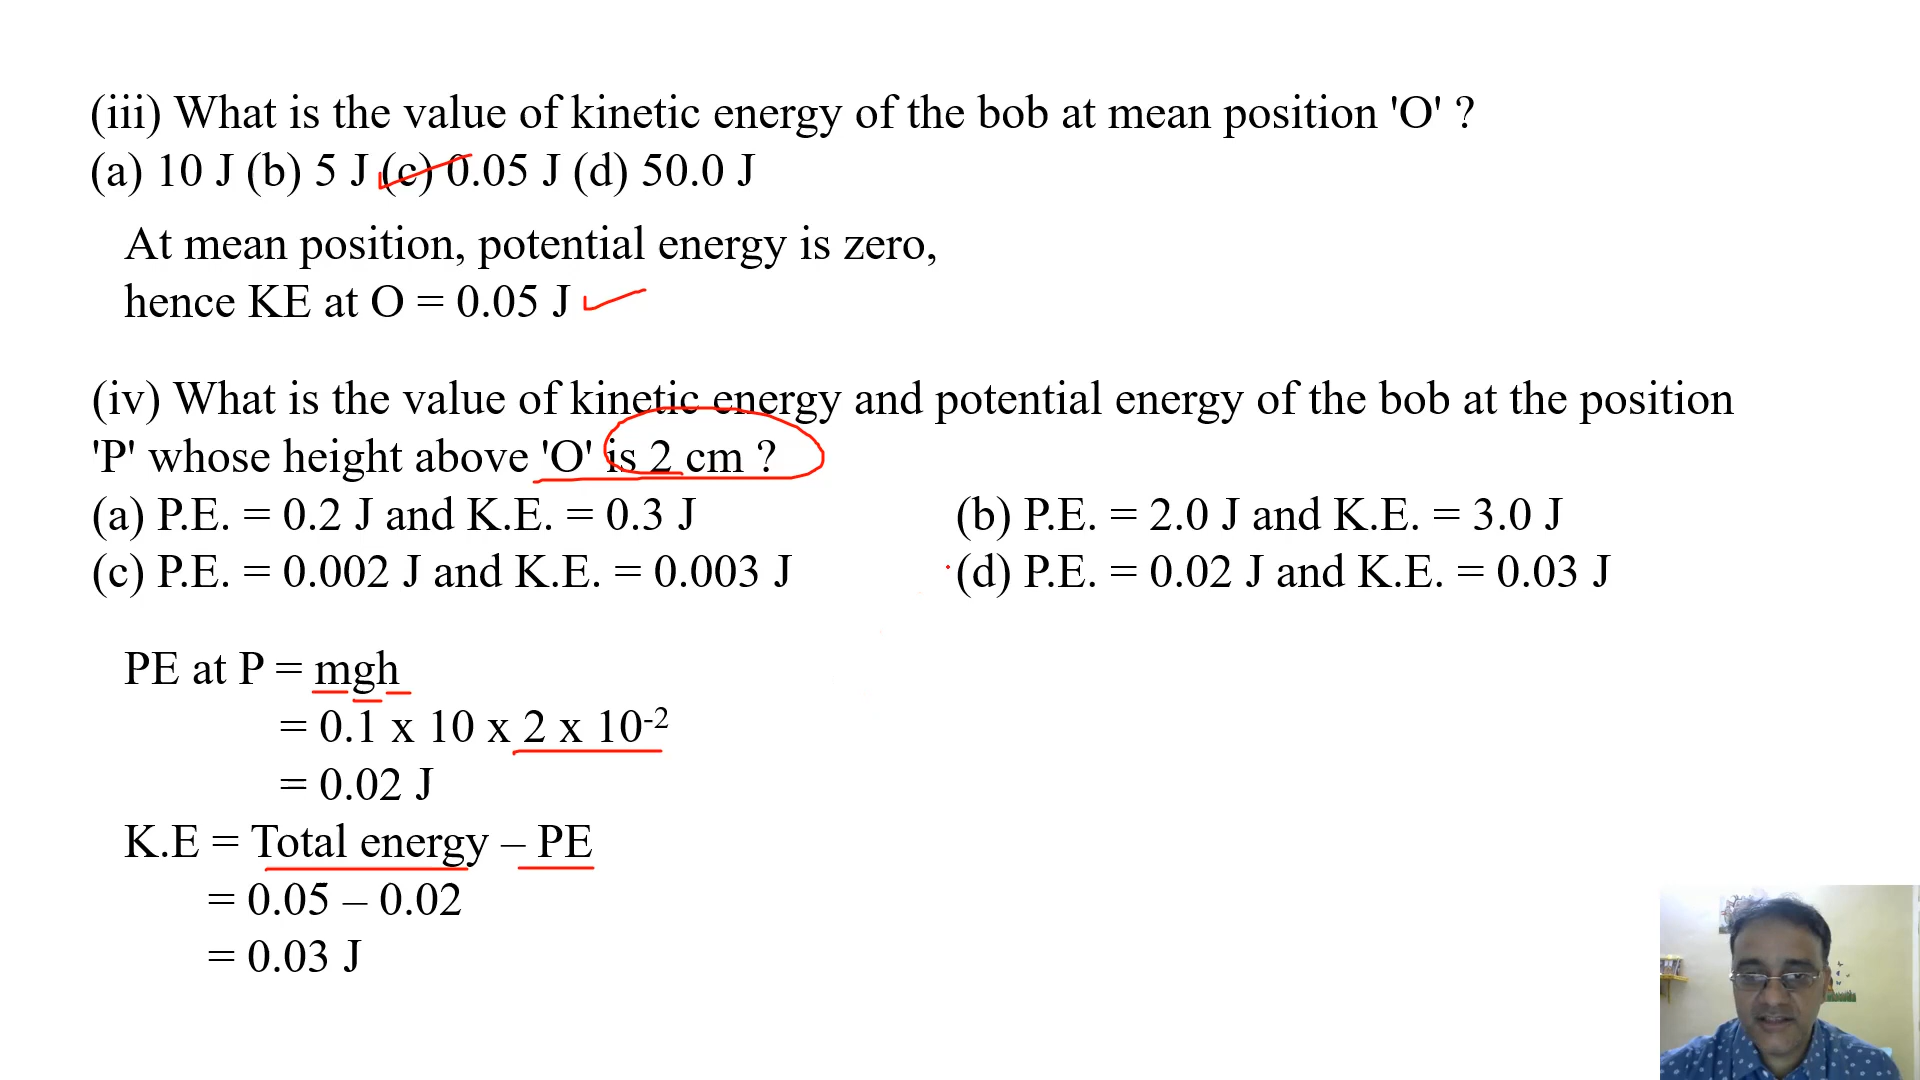 (iii) What is the value of kinetic energy of the bob at mean position 'O' ?
(a) 10 J (b) 5 J (c) 0.05 J (d) 50.0 J
At mean position, potential energy is zero,
hence KE at O = 0.05 J
(iv) What is the value of kinetic energy and potential energy of the bob at the position
'P' whose height above 'O' is 2 cm ?
(a) P.E. = 0.2 J and K.E. = 0.3 J (b) P.E. = 2.0 J and K.E. = 3.0 J
(c) P.E. = 0.002 J and K.E. = 0.003 J (d) P.E. = 0.02 J and K.E. = 0.03 J
PE at P = mgh
= 0.1 x 10 x 2 x 10⁻²
= 0.02 J
K.E = Total energy – PE
= 0.05 – 0.02
= 0.03 J